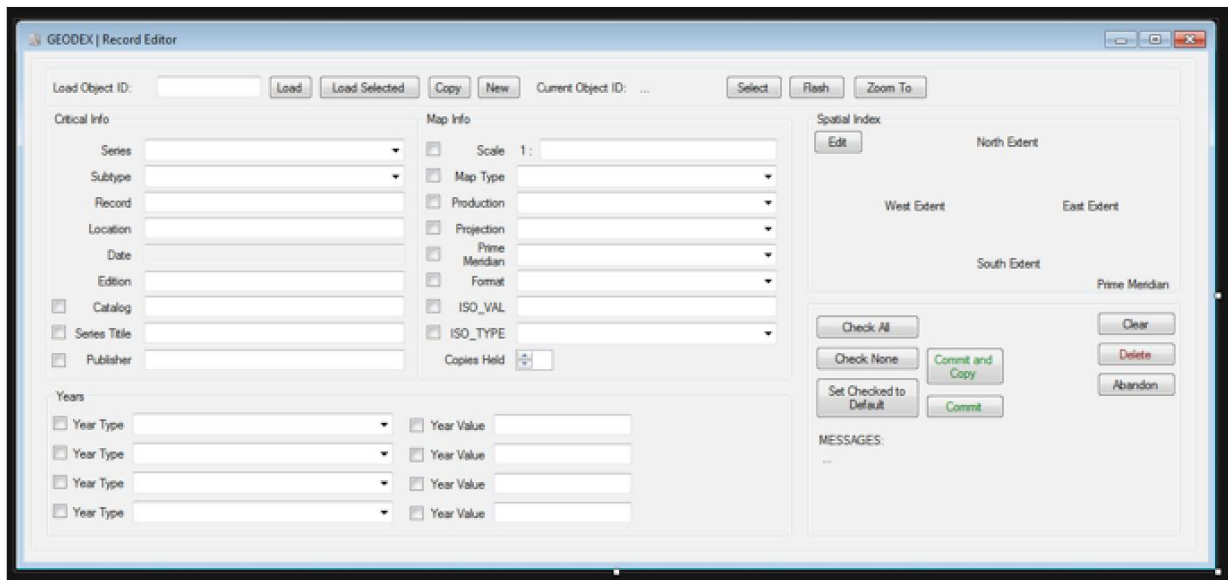 GEODEX | Record Editor
Load Object ID: Load Load Selected Copy New Current Object ID: ... Select Flash Zoom To
Critical Info
Series
Subtype
Record
Location
Date
Edition
Catalog
Series Titile
Publisher
Map Info
Scale 1 :
Map Type
Production
Projection
Prime
Meridian
Format
ISO_VAL
ISO_TYPE
Copies Held
Spatial Index
Edit North Extent
West Extent East Extent
South Extent
Prime Meridian
Years
Year Type Year Value
Year Type Year Value
Year Type Year Value
Year Type Year Value
Check All
Check None
Set Checked to
Default
Commit and
Copy
Commit
Clear
Delete
Abandon
MESSAGES:
...